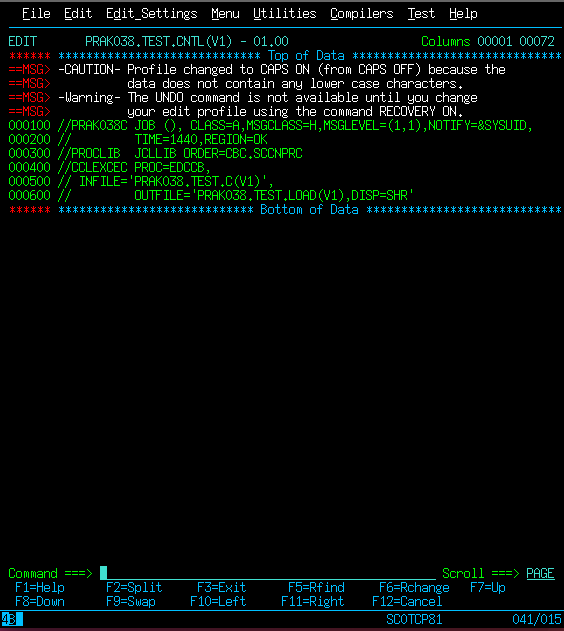 File Edit Edit_Settings Menu Utilities Compilers Test Help
EDIT PRAK038.TEST.CNTL(V1) - 01.00 Columns 00001 00072
****** *************************** Top of Data ****************************
==MSG> -CAUTION- Profile changed to CAPS ON (from CAPS OFF) because the
==MSG> data does not contain any lower case characters.
==MSG> -Warning- The UNDO command is not available until you change
==MSG> your edit profile using the command RECOVERY ON.
000100 //PRAK038C JOB (), CLASS=A,MSGCLASS=H,MSGLEVEL=(1,1),NOTIFY=&SYSUID,
000200 // TIME=1440,REGION=0K
000300 //PROCLIB JCLLIB ORDER=CBC.SCCNPRC
000400 //CCLEXCEC PROC=EDCCB,
000500 // INFILE='PRAK038.TEST.C(V1)',
000600 // OUTFILE='PRAK038.TEST.LOAD(V1),DISP=SHR'
****** ************************** Bottom of Data **************************
Command ===> Scroll ===> PAGE
F1=Help F2=Split F3=Exit F5=Rfind F6=Rchange F7=Up
F8=Down F9=Swap F10=Left F11=Right F12=Cancel
4B SC0TCP81 041/015